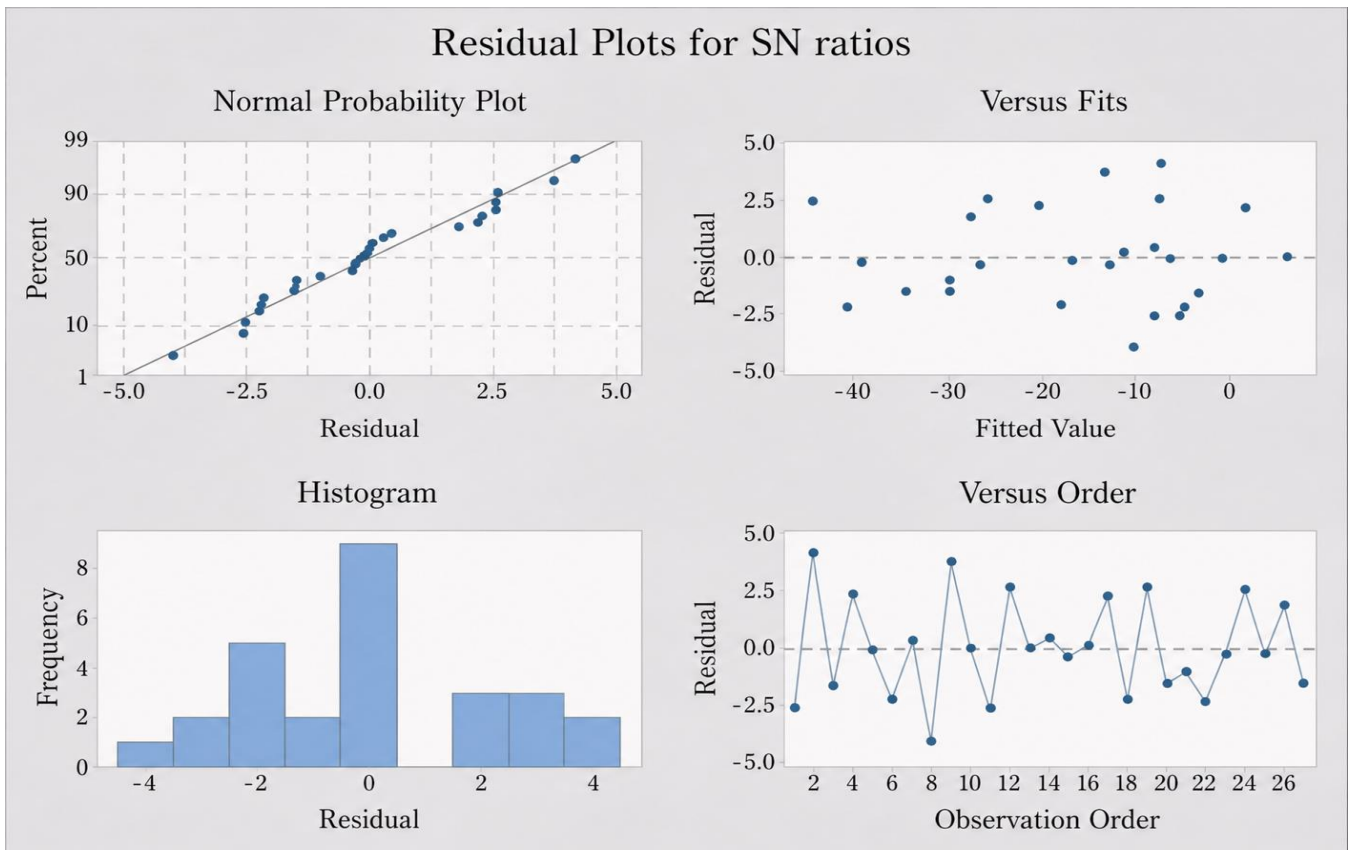 Residual Plots for SN ratios
Normal Probability Plot
99
90
50
10
1
Percent
-5.0 -2.5 0.0 2.5 5.0
Residual
Versus Fits
5.0
2.5
0.0
-2.5
-5.0
Residual
-40 -30 -20 -10 0
Fitted Value
Histogram
8
6
4
2
0
Frequency
-4 -2 0 2 4
Residual
Versus Order
5.0
2.5
0.0
-2.5
-5.0
Residual
2 4 6 8 10 12 14 16 18 20 22 24 26
Observation Order